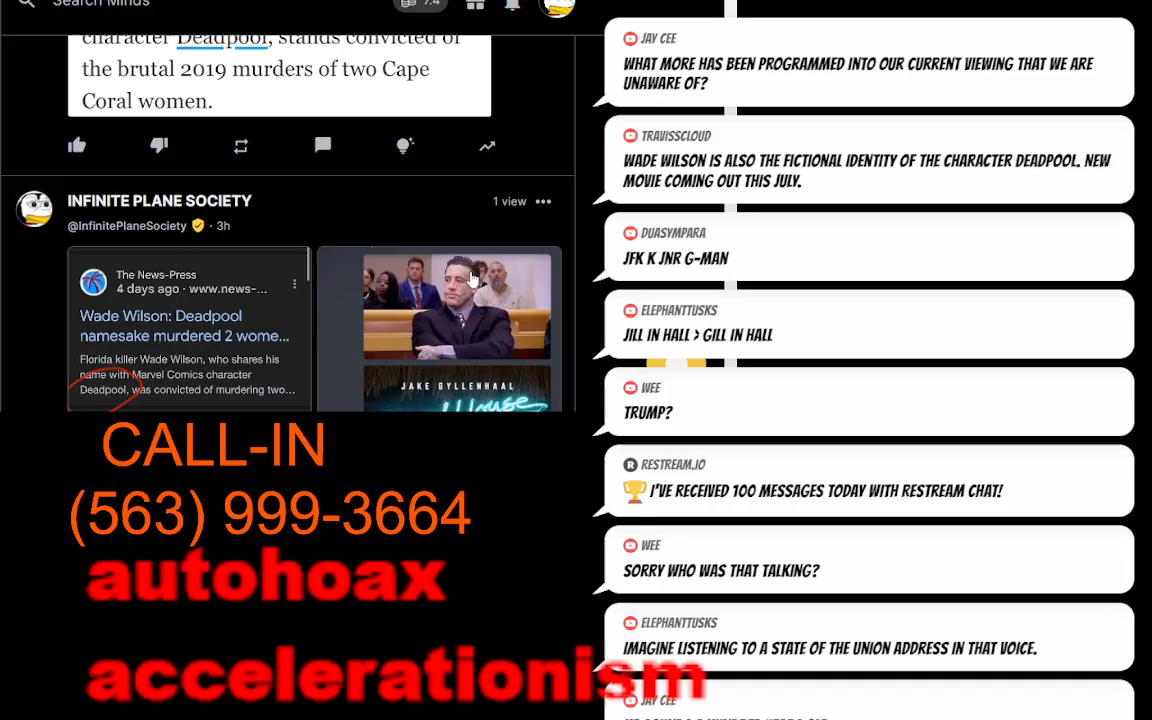 Search Minds
7.4
character Deadpool, stands convicted of
the brutal 2019 murders of two Cape
Coral women.
INFINITE PLANE SOCIETY
1 view
@InfinitePlaneSociety · 3h
The News-Press
4 days ago · www.news-...
Wade Wilson: Deadpool
namesake murdered 2 wome...
Florida killer Wade Wilson, who shares his
name with Marvel Comics character
Deadpool, was convicted of murdering two...
JAKE GYLLENHAAL
House
CALL-IN
(563) 999-3664
autohoax
accelerationism
JAY CEE
WHAT MORE HAS BEEN PROGRAMMED INTO OUR CURRENT VIEWING THAT WE ARE
UNAWARE OF?
TRAVISSCLOUD
WADE WILSON IS ALSO THE FICTIONAL IDENTITY OF THE CHARACTER DEADPOOL. NEW
MOVIE COMING OUT THIS JULY.
DUASYMPARA
JFK K JNR G-MAN
ELEPHANTTUSKS
JILL IN HALL > GILL IN HALL
WEE
TRUMP?
R RESTREAM.IO
I'VE RECEIVED 100 MESSAGES TODAY WITH RESTREAM CHAT!
WEE
SORRY WHO WAS THAT TALKING?
ELEPHANTTUSKS
IMAGINE LISTENING TO A STATE OF THE UNION ADDRESS IN THAT VOICE.
JAY CEE